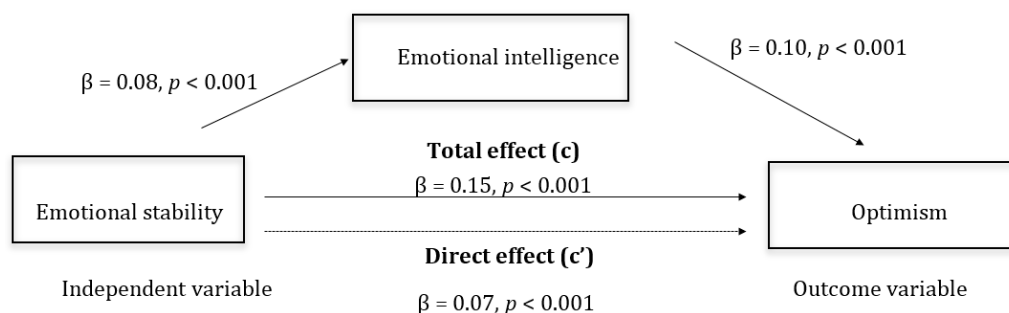 Emotional intelligence
β = 0.10, p < 0.001
β = 0.08, p < 0.001
Total effect (c)
β = 0.15, p < 0.001
Emotional stability
Optimism
Direct effect (c’)
Independent variable
Outcome variable
β = 0.07, p < 0.001